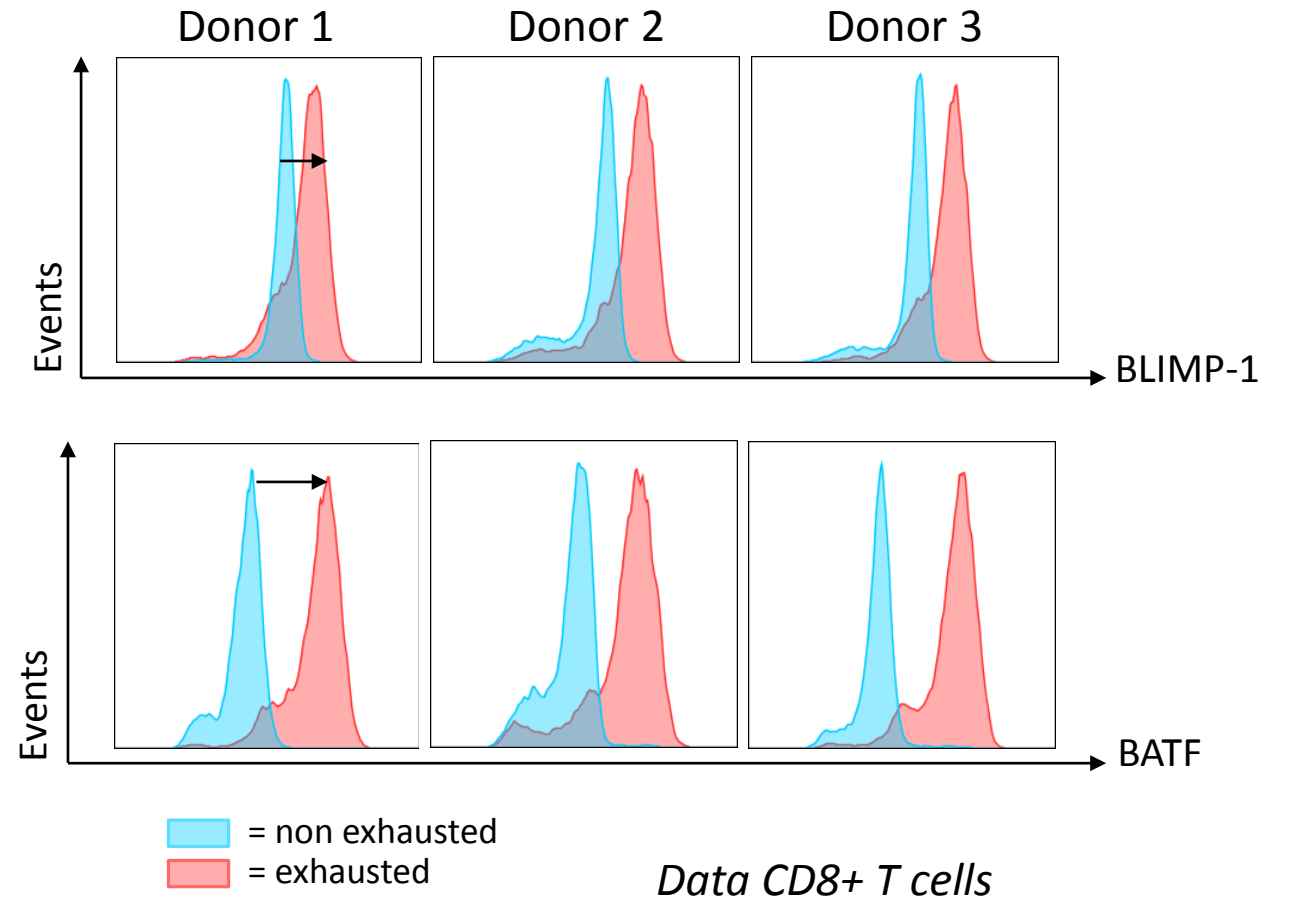 Donor 1
Donor 2
Donor 3
Events
BLIMP-1
Events
BATF
= non exhausted
= exhausted
Data CD8+ T cells